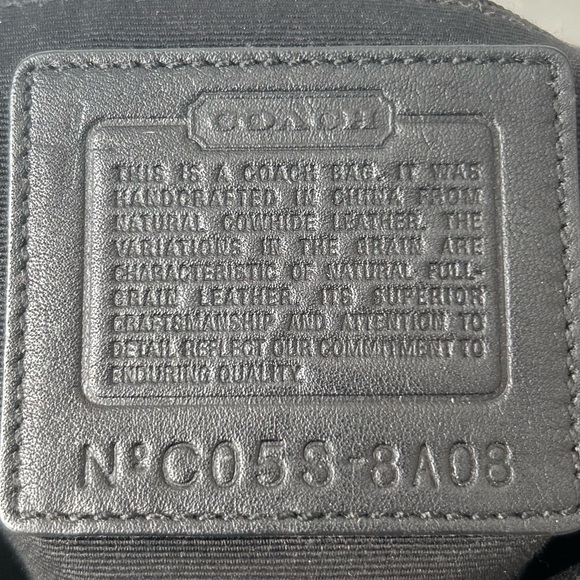 COACH
THIS IS A COACH BAG. IT WAS
HANDCRAFTED IN CHINA FROM
NATURAL COWHIDE LEATHER. THE
VARIATIONS IN THE GRAIN ARE
CHARACTERISTIC OF NATURAL FULL-
GRAIN LEATHER. ITS SUPERIOR
CRAFTSMANSHIP AND ATTENTION TO
DETAIL REFLECT OUR COMMITMENT TO
ENDURING QUALITY.
Nº C05S-8A08